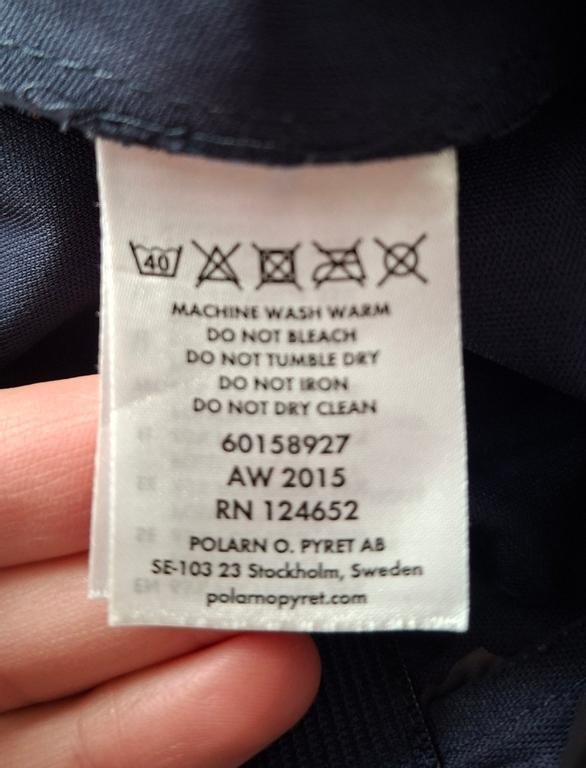 40
MACHINE WASH WARM
DO NOT BLEACH
DO NOT TUMBLE DRY
DO NOT IRON
DO NOT DRY CLEAN
60158927
AW 2015
RN 124652
POLARN O. PYRET AB
SE-103 23 Stockholm, Sweden
polarnopyret.com